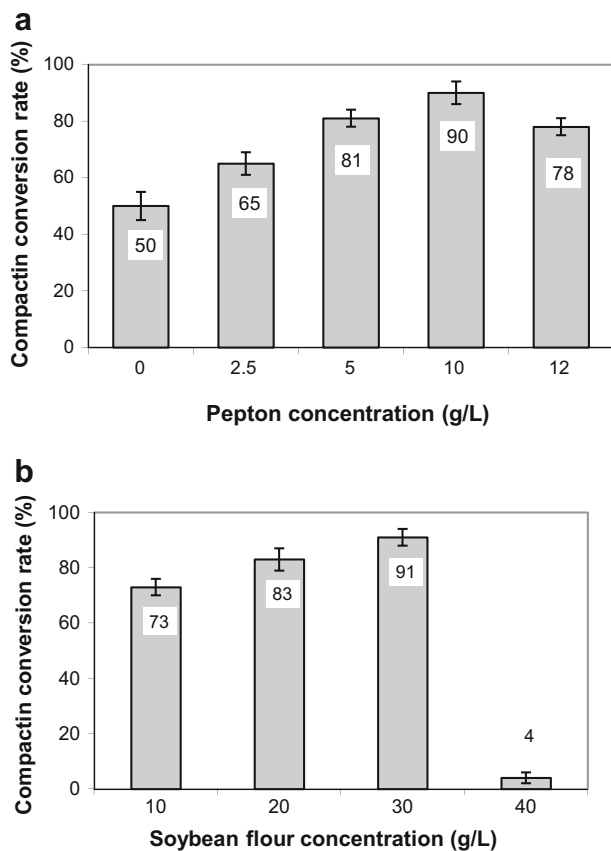 a
Compactin conversion rate (%)
100
80
60
40
20
0
50
65
81
90
78
0 2.5 5 10 12
Pepton concentration (g/L)
b
Compactin conversion rate (%)
100
80
60
40
20
0
73
83
91
4
10 20 30 40
Soybean flour concentration (g/L)